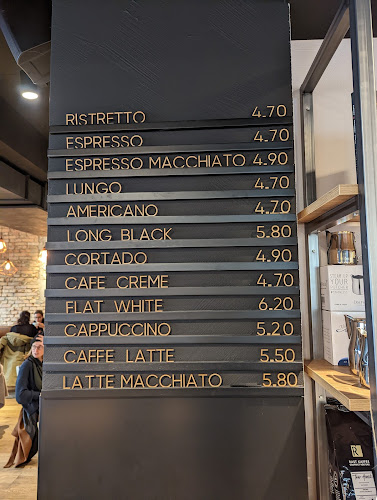 RISTRETTO 4.70
ESPRESSO 4.70
ESPRESSO MACCHIATO 4.90
LUNGO 4.70
AMERICANO 4.70
LONG BLACK 5.80
CORTADO 4.90
CAFE CREME 4.70
FLAT WHITE 6.20
CAPPUCCINO 5.20
CAFFE LATTE 5.50
LATTE MACCHIATO 5.80
YOUR
R